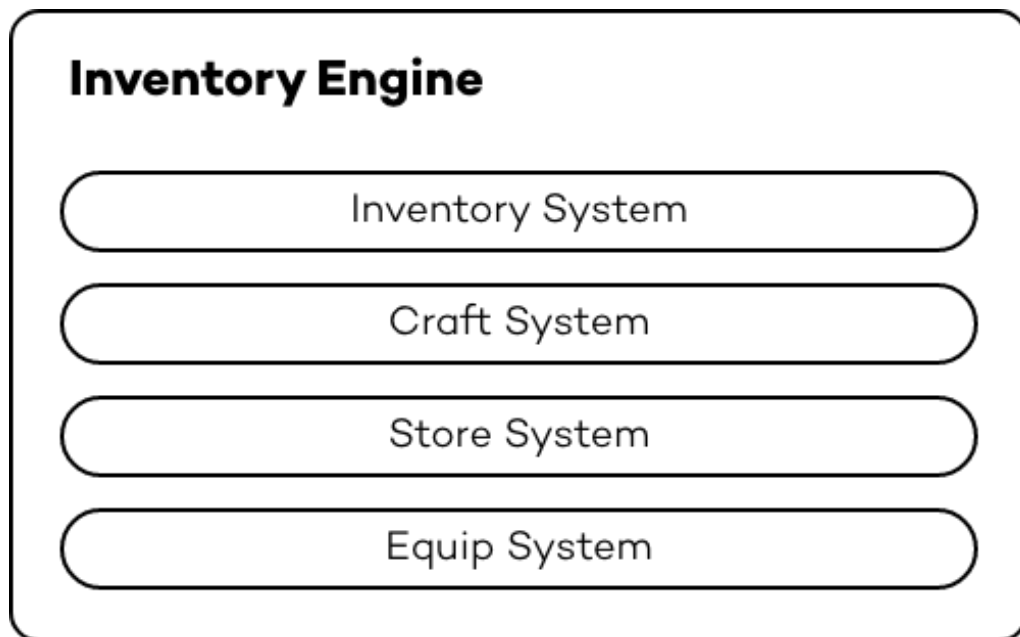 Inventory Engine
Inventory System
Craft System
Store System
Equip System